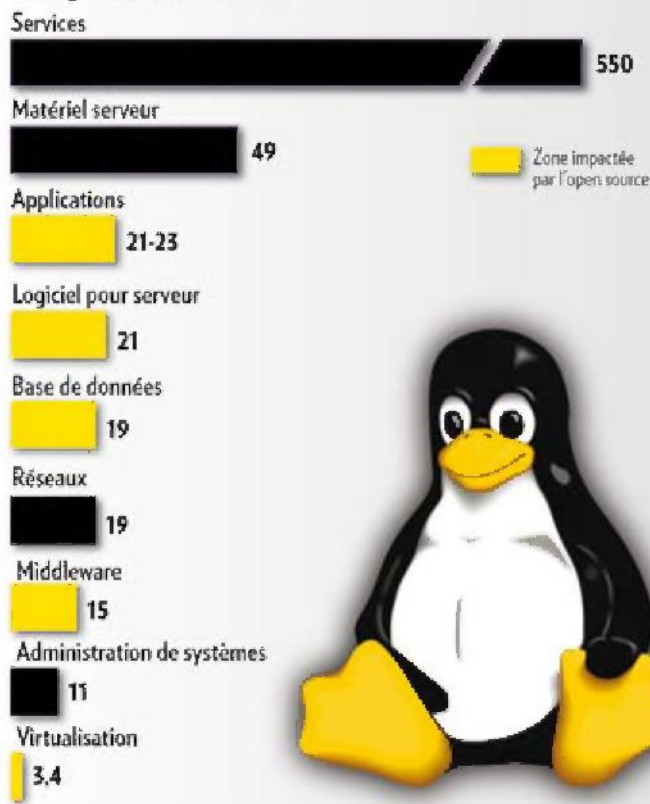 Services
550
Matériel serveur
49
Zone impactée
par l'open source
Applications
21-23
Logiciel pour serveur
21
Base de données
19
Réseaux
19
Middleware
15
Administration de systèmes
11
Virtualisation
3,4